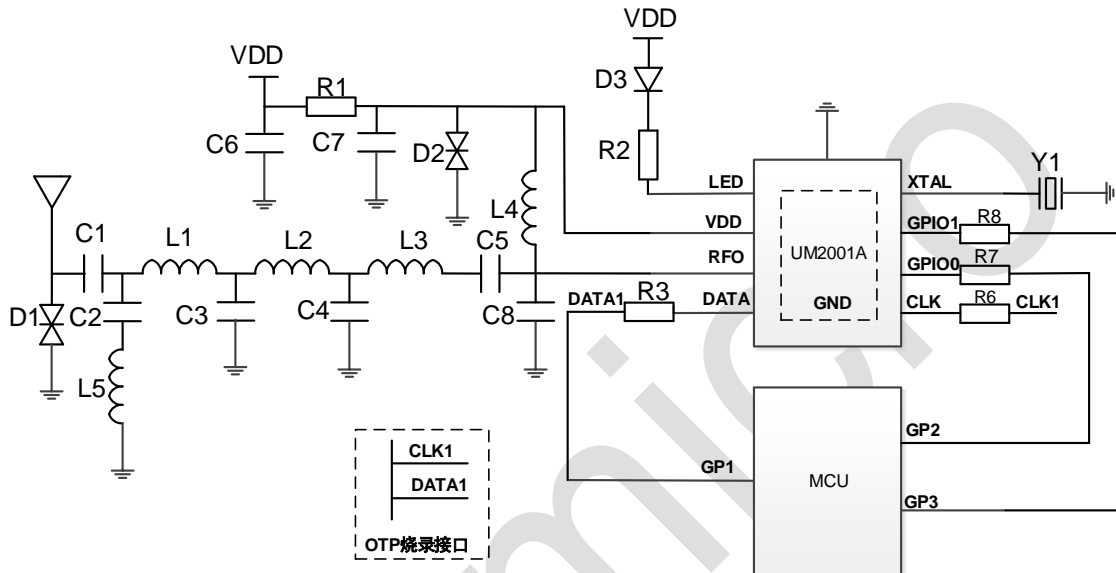 VDD
VDD
R1
D3
C6
C7
D2
R2
L4
LED
XTAL
Y1
VDD
GPIO1
R8
C1
L1
L2
L3
C5
RFO
UM2001A
GPIO0
R7
D1
C2
C3
C4
C8
DATA1
R3
DATA
GND
CLK
R6
CLK1
L5
CLK1
DATA1
OTP烧录接口
GP1
MCU
GP2
GP3